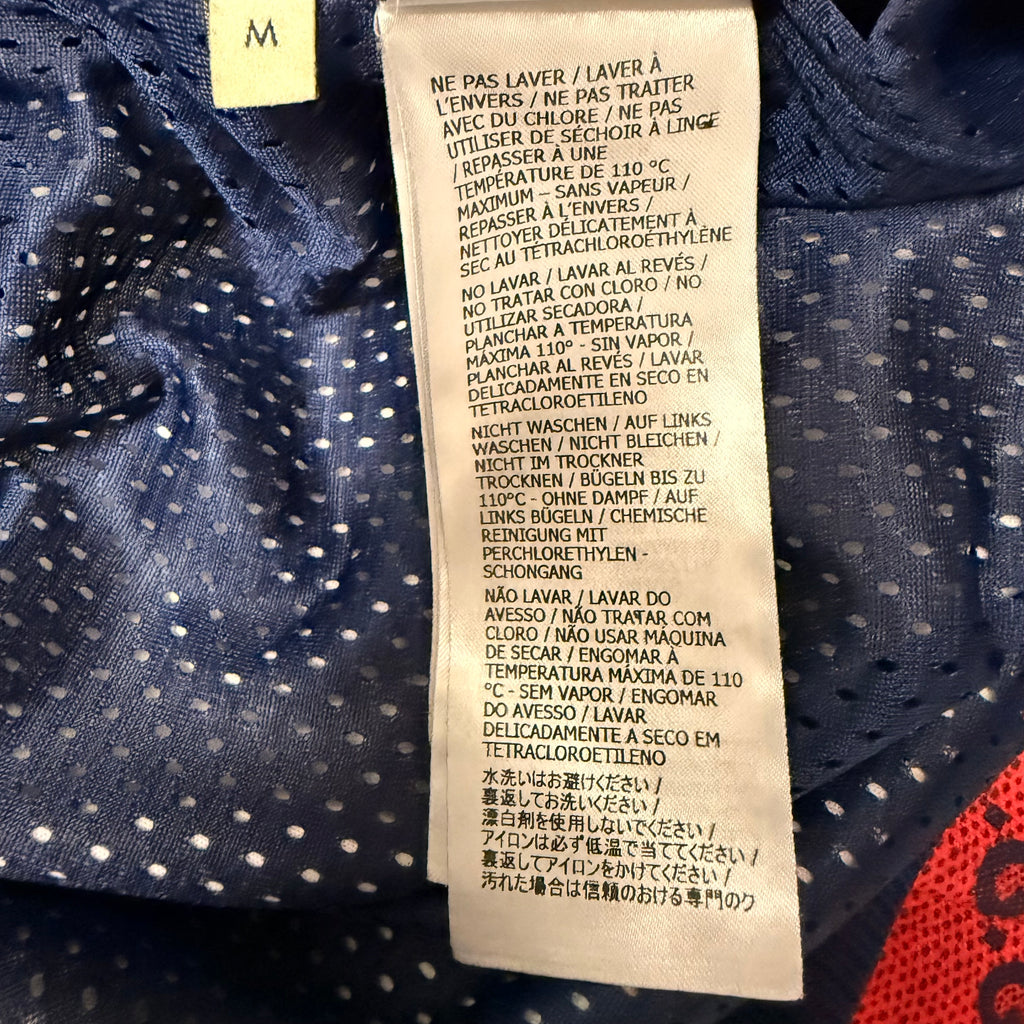 M
NE PAS LAVER / LAVER À
L'ENVERS / NE PAS TRAITER
AVEC DU CHLORE / NE PAS
UTILISER DE SÉCHOIR À LINGE
/ REPASSER À UNE
TEMPÉRATURE DE 110 °C
MAXIMUM – SANS VAPEUR /
REPASSER À L'ENVERS /
NETTOYER DÉLICATEMENT À
SEC AU TÉTRACHLOROÉTHYLÈNE
NO LAVAR / LAVAR AL REVÉS /
NO TRATAR CON CLORO / NO
UTILIZAR SECADORA /
PLANCHAR A TEMPERATURA
MÁXIMA 110° - SIN VAPOR /
PLANCHAR AL REVÉS / LAVAR
DELICADAMENTE EN SECO EN
TETRACLOROETILENO
NICHT WASCHEN / AUF LINKS
WASCHEN / NICHT BLEICHEN /
NICHT IM TROCKNER
TROCKNEN / BÜGELN BIS ZU
110°C - OHNE DAMPF / AUF
LINKS BÜGELN / CHEMISCHE
REINIGUNG MIT
PERCHLORETHYLEN -
SCHONGANG
NÃO LAVAR / LAVAR DO
AVESSO / NÃO TRATAR COM
CLORO / NÃO USAR MÁQUINA
DE SECAR / ENGOMAR À
TEMPERATURA MÁXIMA DE 110
°C - SEM VAPOR / ENGOMAR
DO AVESSO / LAVAR
DELICADAMENTE A SECO EM
TETRACLOROETILENO
水洗いはお避けください /
裏返してお洗いください /
漂白剤を使用しないでください /
アイロンは必ず低温で当ててください /
裏返してアイロンをかけてください /
汚れた場合は信頼のおける専門のク